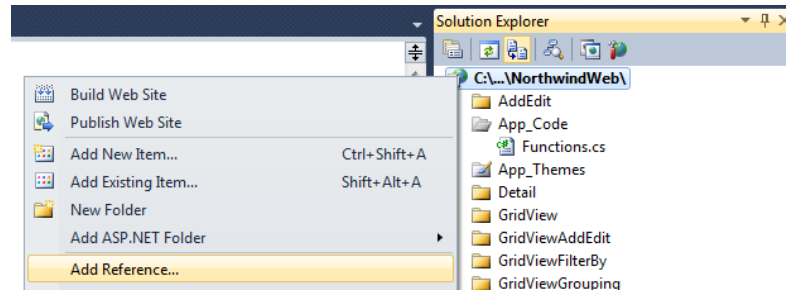 Solution Explorer
C:\...\NorthwindWeb\
AddEdit
App_Code
Functions.cs
App_Themes
Detail
GridView
GridViewAddEdit
GridViewFilterBy
GridViewGrouping
Build Web Site
Publish Web Site
Add New Item... Ctrl+Shift+A
Add Existing Item... Shift+Alt+A
New Folder
Add ASP.NET Folder
Add Reference...